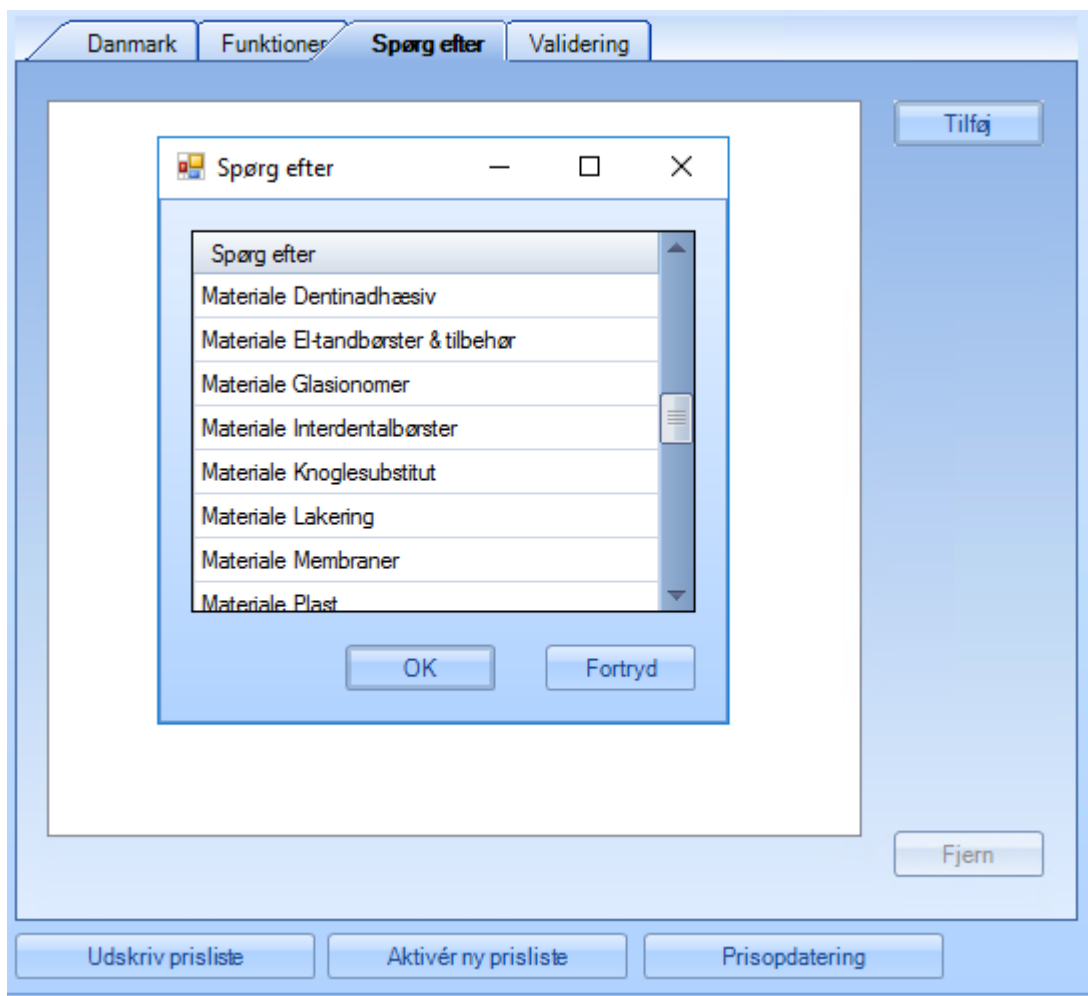 Danmark Funktioner Spørg efter Validering
Tilføj
Spørg efter
Spørg efter
Materiale Dentinadhæsiv
Materiale El-tandbørster & tilbehør
Materiale Glasionomer
Materiale Interdentalbørster
Materiale Knoglesubstitut
Materiale Lakering
Materiale Membraner
Materiale Plast
OK Fortryd
Fjern
Udskriv prisliste Aktivér ny prisliste Prisopdatering